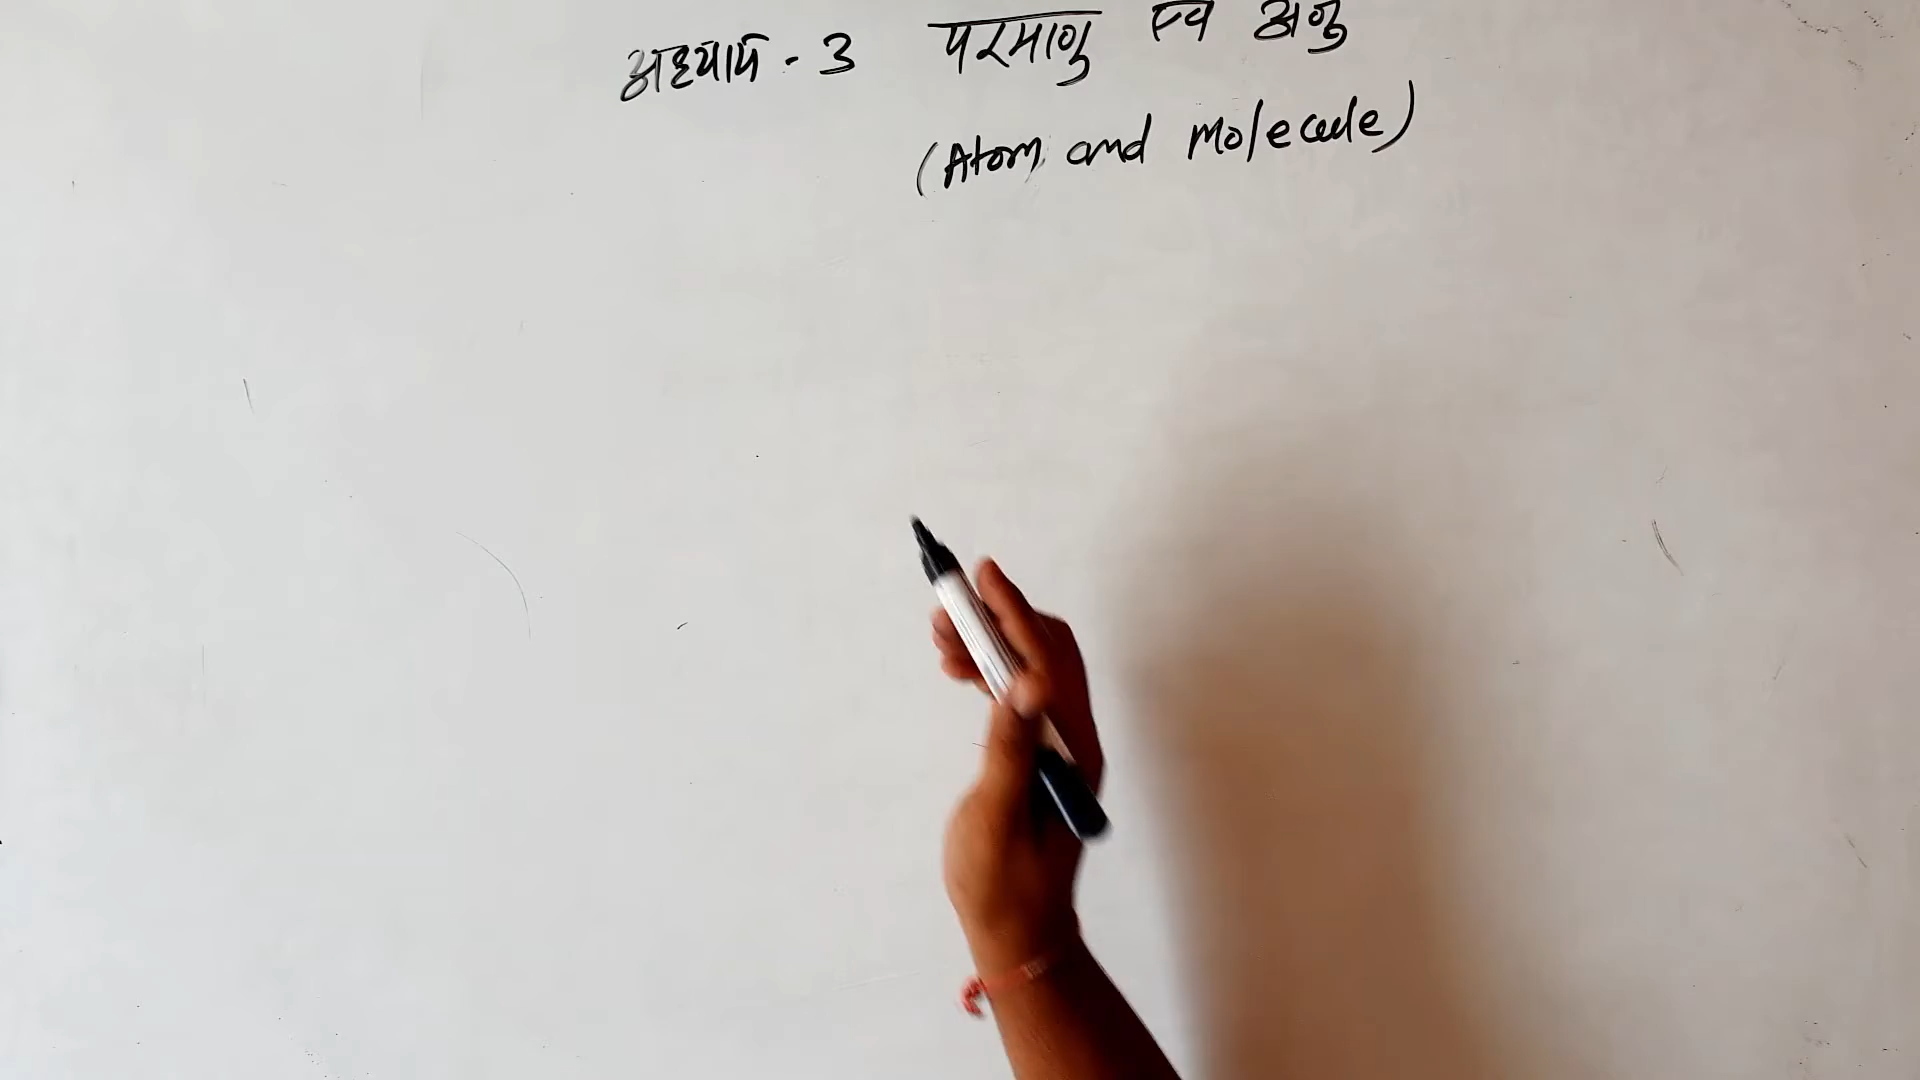 अध्याय - 3 परमाणु एव अणु
(Atom and Molecule)